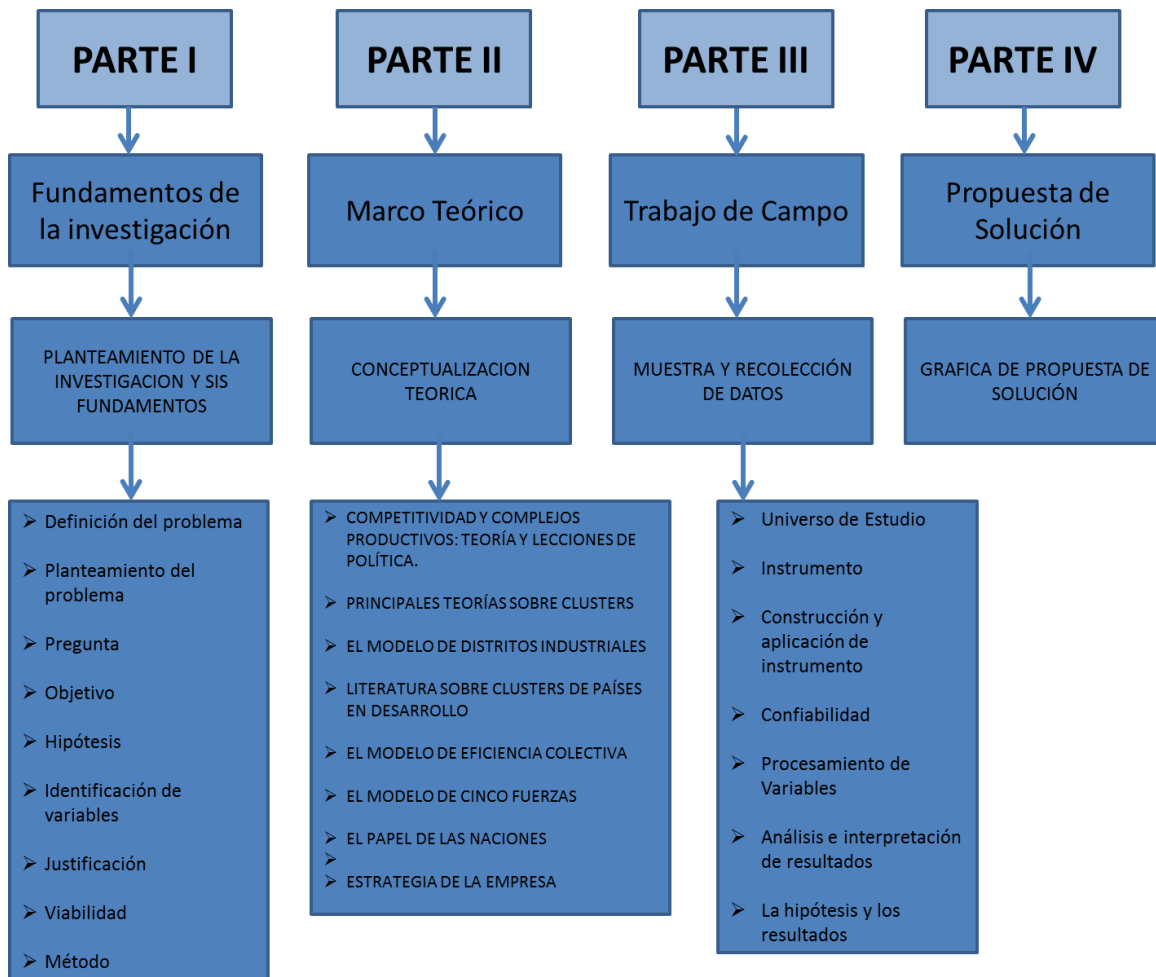 PARTE I
Fundamentos de
la investigación
PLANTEAMIENTO DE LA
INVESTIGACION Y SIS
FUNDAMENTOS
➢ Definición del problema
➢ Planteamiento del
problema
➢ Pregunta
➢ Objetivo
➢ Hipótesis
➢ Identificación de
variables
➢ Justificación
➢ Viabilidad
➢ Método
PARTE II
Marco Teórico
CONCEPTUALIZACION
TEORICA
➢ COMPETITIVIDAD Y COMPLEJOS
PRODUCTIVOS: TEORÍA Y LECCIONES DE
POLÍTICA.
➢ PRINCIPALES TEORÍAS SOBRE CLUSTERS
➢ EL MODELO DE DISTRITOS INDUSTRIALES
➢ LITERATURA SOBRE CLUSTERS DE PAÍSES
EN DESARROLLO
➢ EL MODELO DE EFICIENCIA COLECTIVA
➢ EL MODELO DE CINCO FUERZAS
➢ EL PAPEL DE LAS NACIONES
➢
➢ ESTRATEGIA DE LA EMPRESA
PARTE III
Trabajo de Campo
MUESTRA Y RECOLECCIÓN
DE DATOS
➢ Universo de Estudio
➢ Instrumento
➢ Construcción y
aplicación de
instrumento
➢ Confiabilidad
➢ Procesamiento de
Variables
➢ Análisis e interpretación
de resultados
➢ La hipótesis y los
resultados
PARTE IV
Propuesta de
Solución
GRAFICA DE PROPUESTA DE
SOLUCIÓN